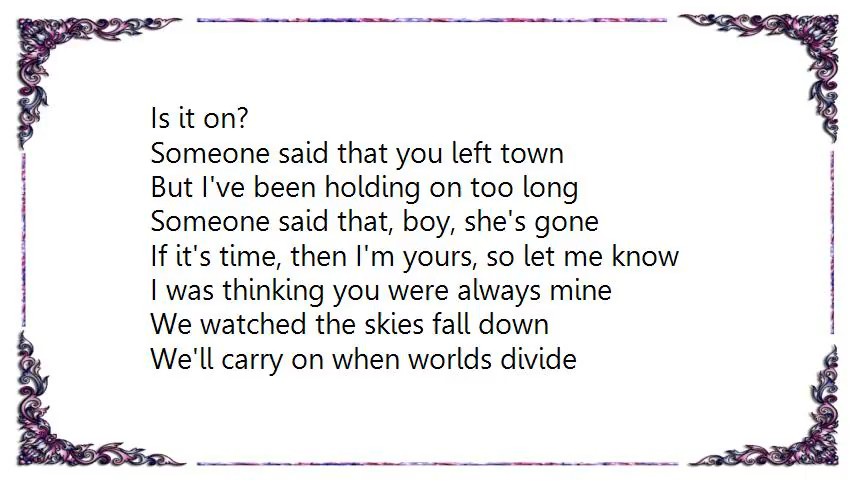 Is it on?
Someone said that you left town
But I've been holding on too long
Someone said that, boy, she's gone
If it's time, then I'm yours, so let me know
I was thinking you were always mine
We watched the skies fall down
We'll carry on when worlds divide